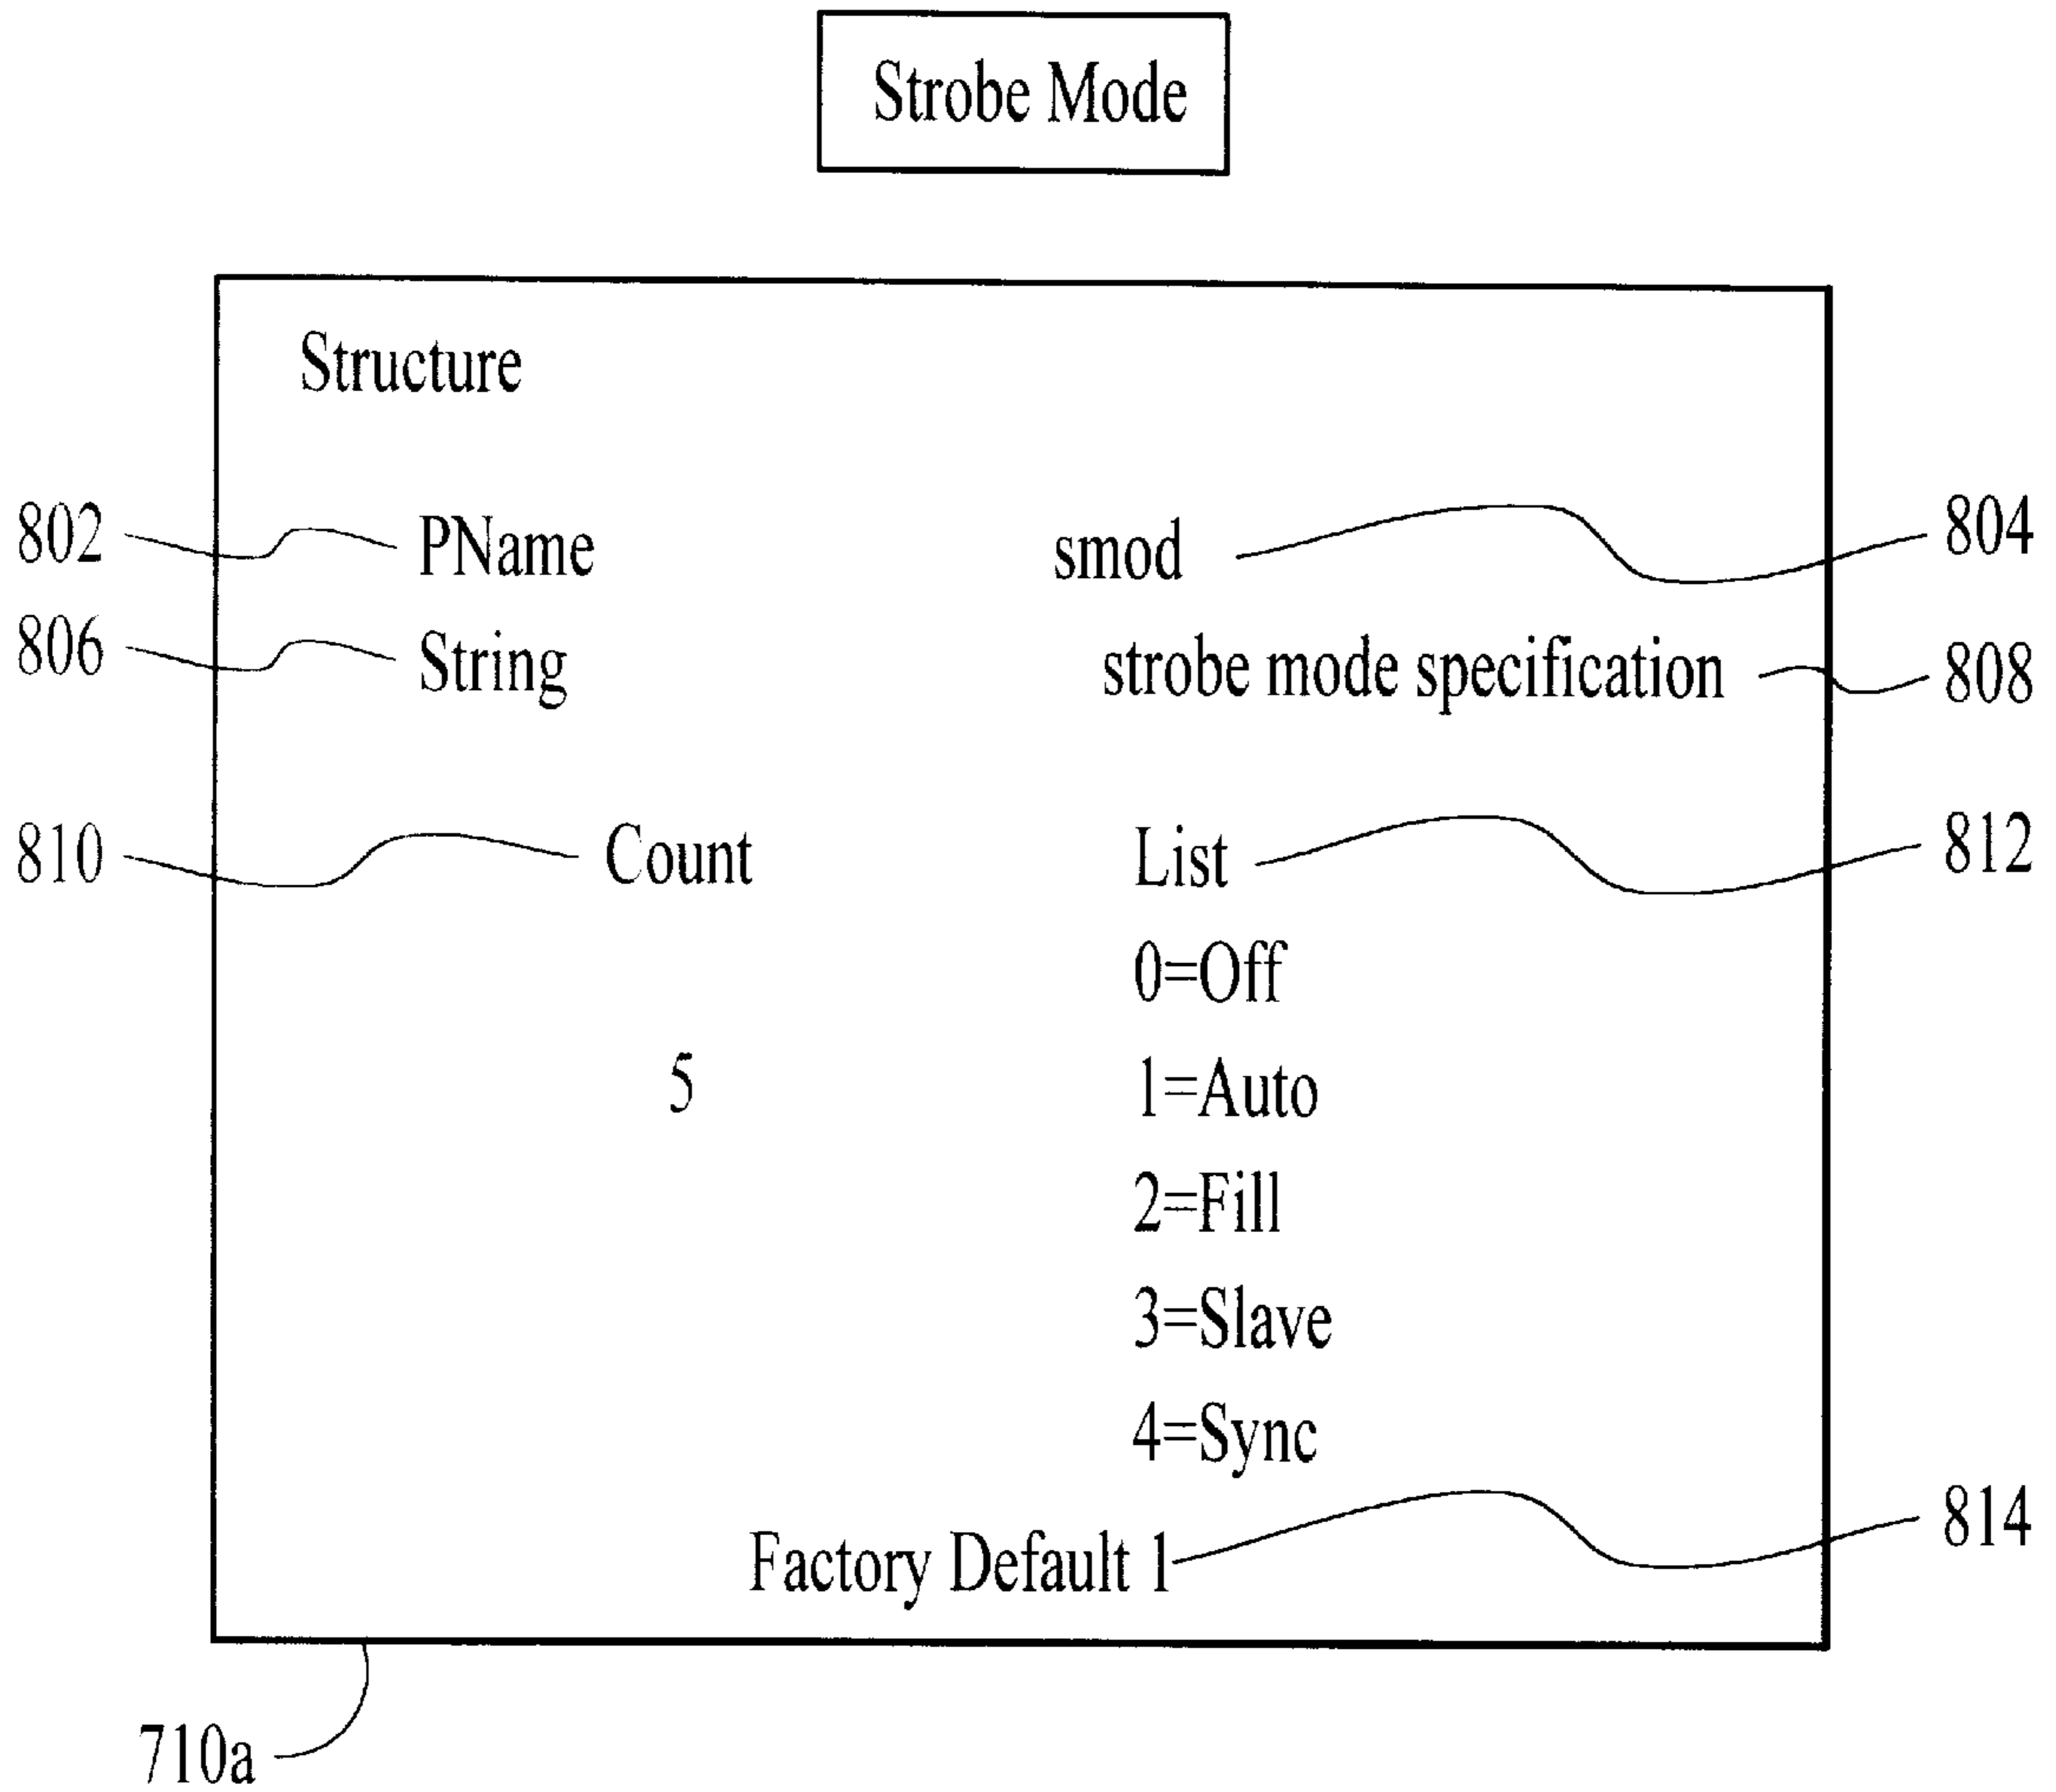 Strobe Mode
Structure
802 PName smod 804
806 String strobe mode specification 808
810 Count List 812
0=Off
5 1=Auto
2=Fill
3=Slave
4=Sync
Factory Default 1 814
710a